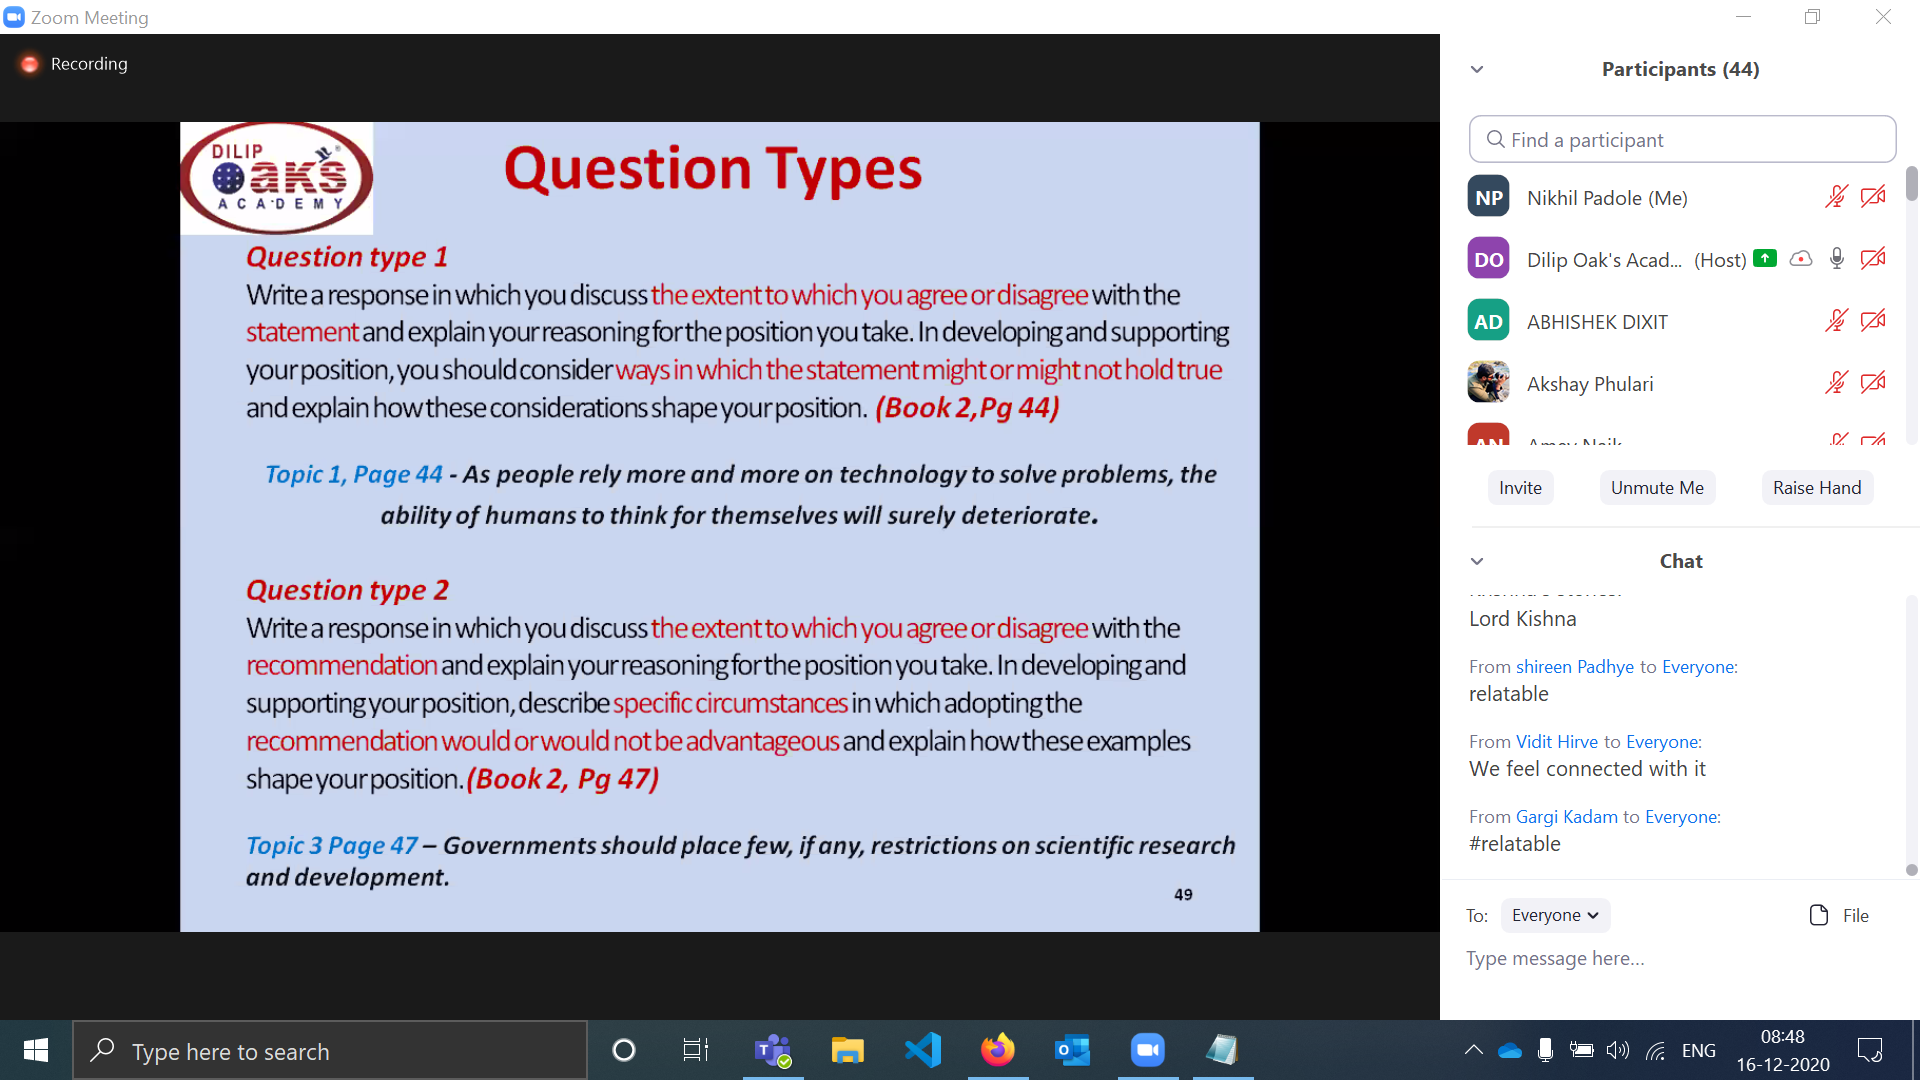 Zoom Meeting
Recording
DILIP
Oaks
ACADEMY
Question Types
Question type 1
Write a response in which you discuss the extent to which you agree or disagree with the
statement and explain your reasoning for the position you take. In developing and supporting
your position, you should consider ways in which the statement might or might not hold true
and explain how these considerations shape your position. (Book 2,Pg 44)
Topic 1, Page 44 - As people rely more and more on technology to solve problems, the
ability of humans to think for themselves will surely deteriorate.
Question type 2
Write a response in which you discuss the extent to which you agree or disagree with the
recommendation and explain your reasoning for the position you take. In developing and
supporting your position, describe specific circumstances in which adopting the
recommendation would or would not be advantageous and explain how these examples
shape your position. (Book 2, Pg 47)
Topic 3 Page 47 – Governments should place few, if any, restrictions on scientific research
and development.
49
Participants (44)
Find a participant
NP Nikhil Padole (Me)
DO Dilip Oak's Acad... (Host)
AD ABHISHEK DIXIT
Akshay Phulari
AN Amey Naik
Invite Unmute Me Raise Hand
Chat
Lord Kishna
From shireen Padhye to Everyone:
relatable
From Vidit Hirve to Everyone:
We feel connected with it
From Gargi Kadam to Everyone:
#relatable
To: Everyone File
Type message here...
Type here to search
ENG
08:48
16-12-2020